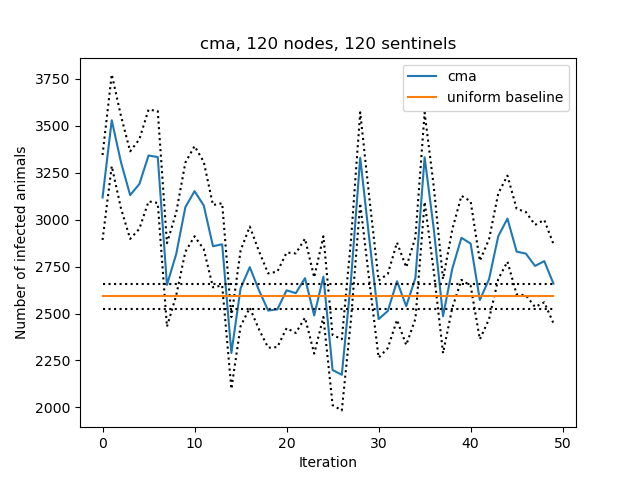 cma, 120 nodes, 120 sentinels
cma
uniform baseline
3750
3500
3250
3000
2750
2500
2250
2000
Number of infected animals
0 10 20 30 40 50
Iteration